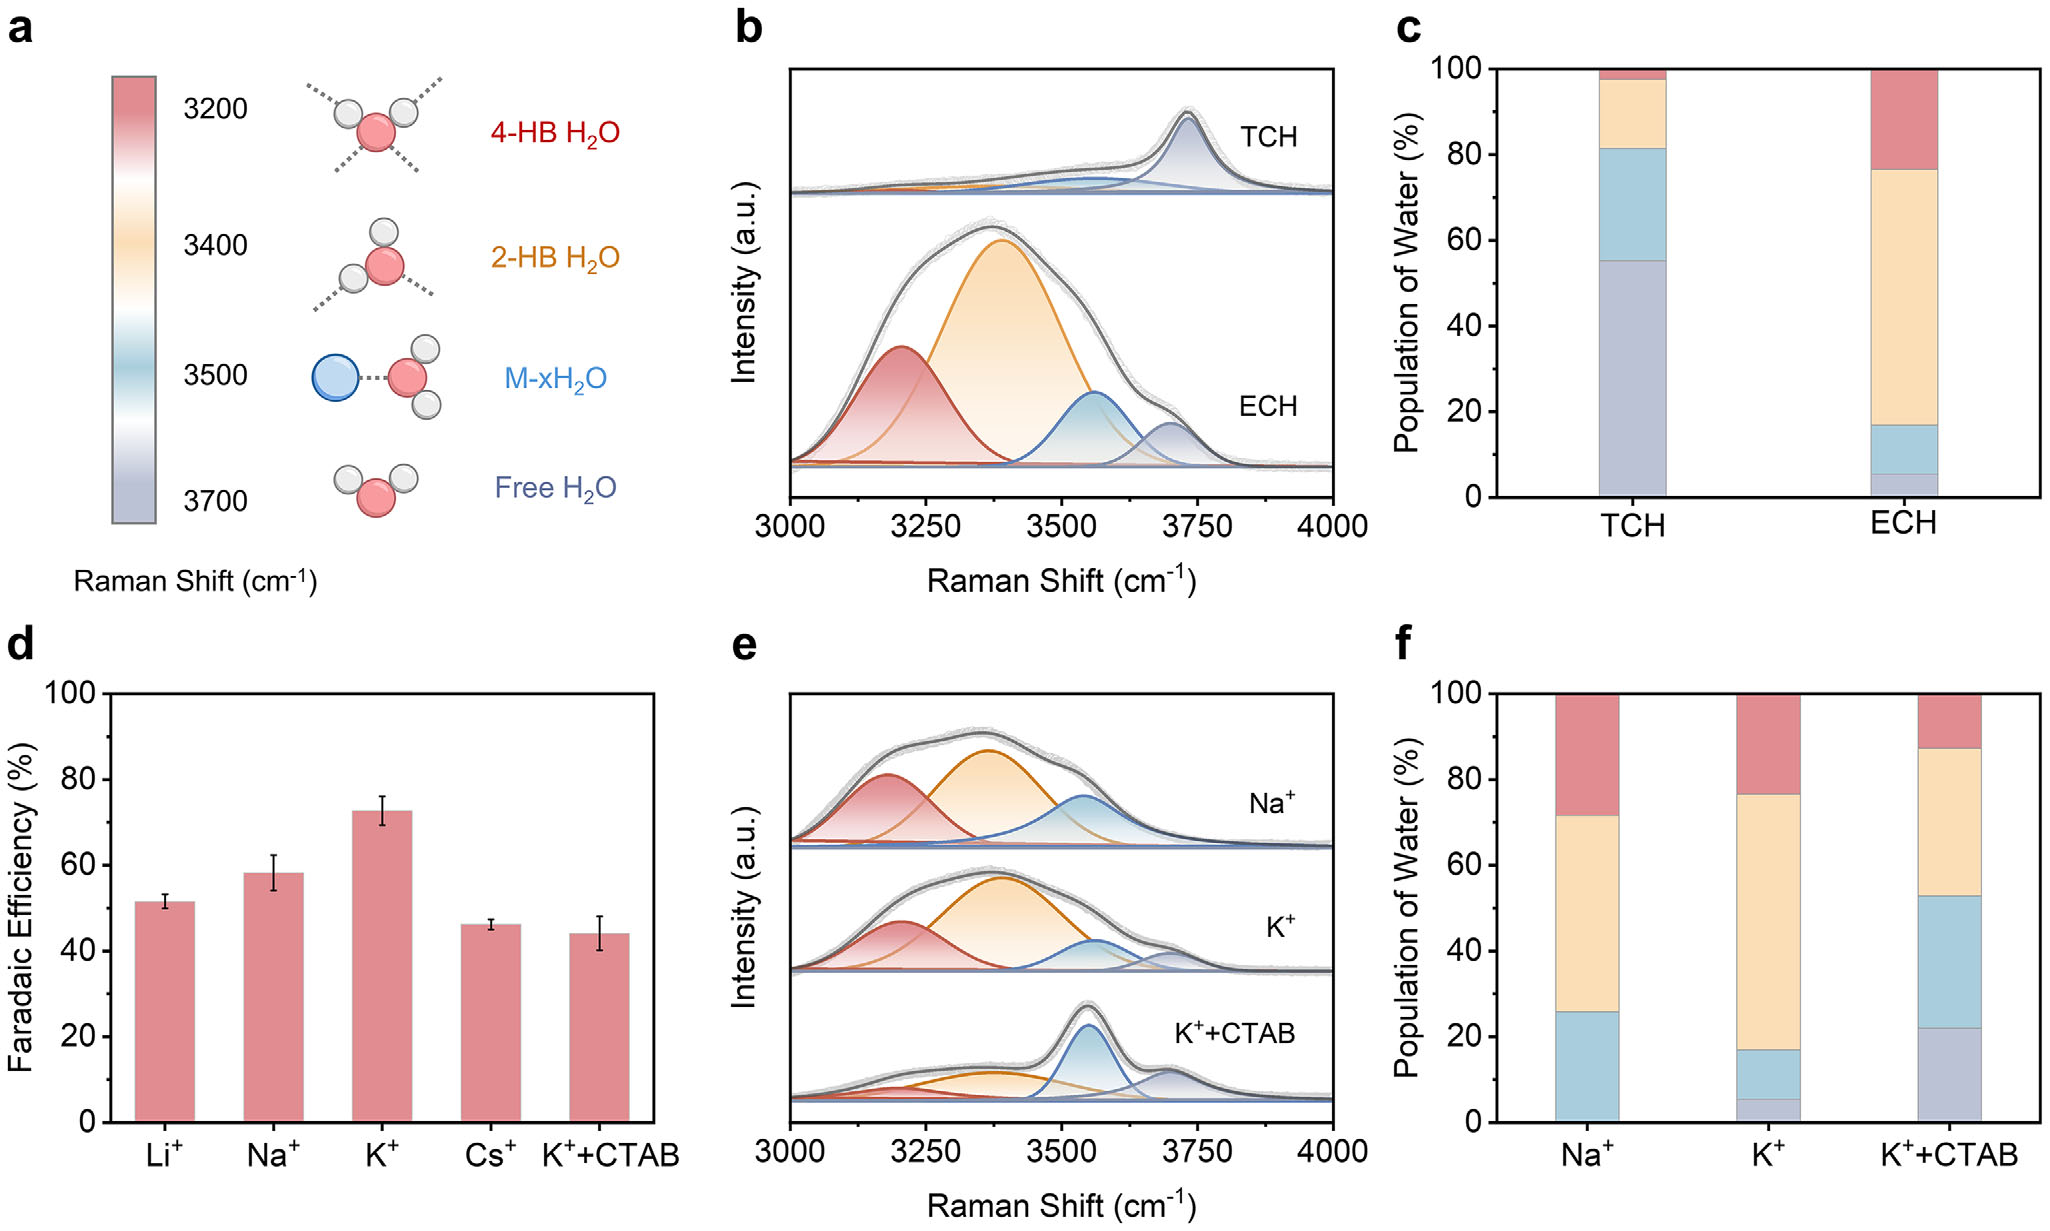 a
3200
3400
3500
3700
4-HB H₂O
2-HB H₂O
M-xH₂O
Free H₂O
Raman Shift (cm⁻¹)
b
TCH
ECH
Intensity (a.u.)
3000 3250 3500 3750 4000
Raman Shift (cm⁻¹)
c
Population of Water (%)
100
80
60
40
20
0
TCH ECH
d
Faradaic Efficiency (%)
100
80
60
40
20
0
Li⁺ Na⁺ K⁺ Cs⁺ K⁺+CTAB
e
Na⁺
K⁺
K⁺+CTAB
Intensity (a.u.)
3000 3250 3500 3750 4000
Raman Shift (cm⁻¹)
f
Population of Water (%)
100
80
60
40
20
0
Na⁺ K⁺ K⁺+CTAB